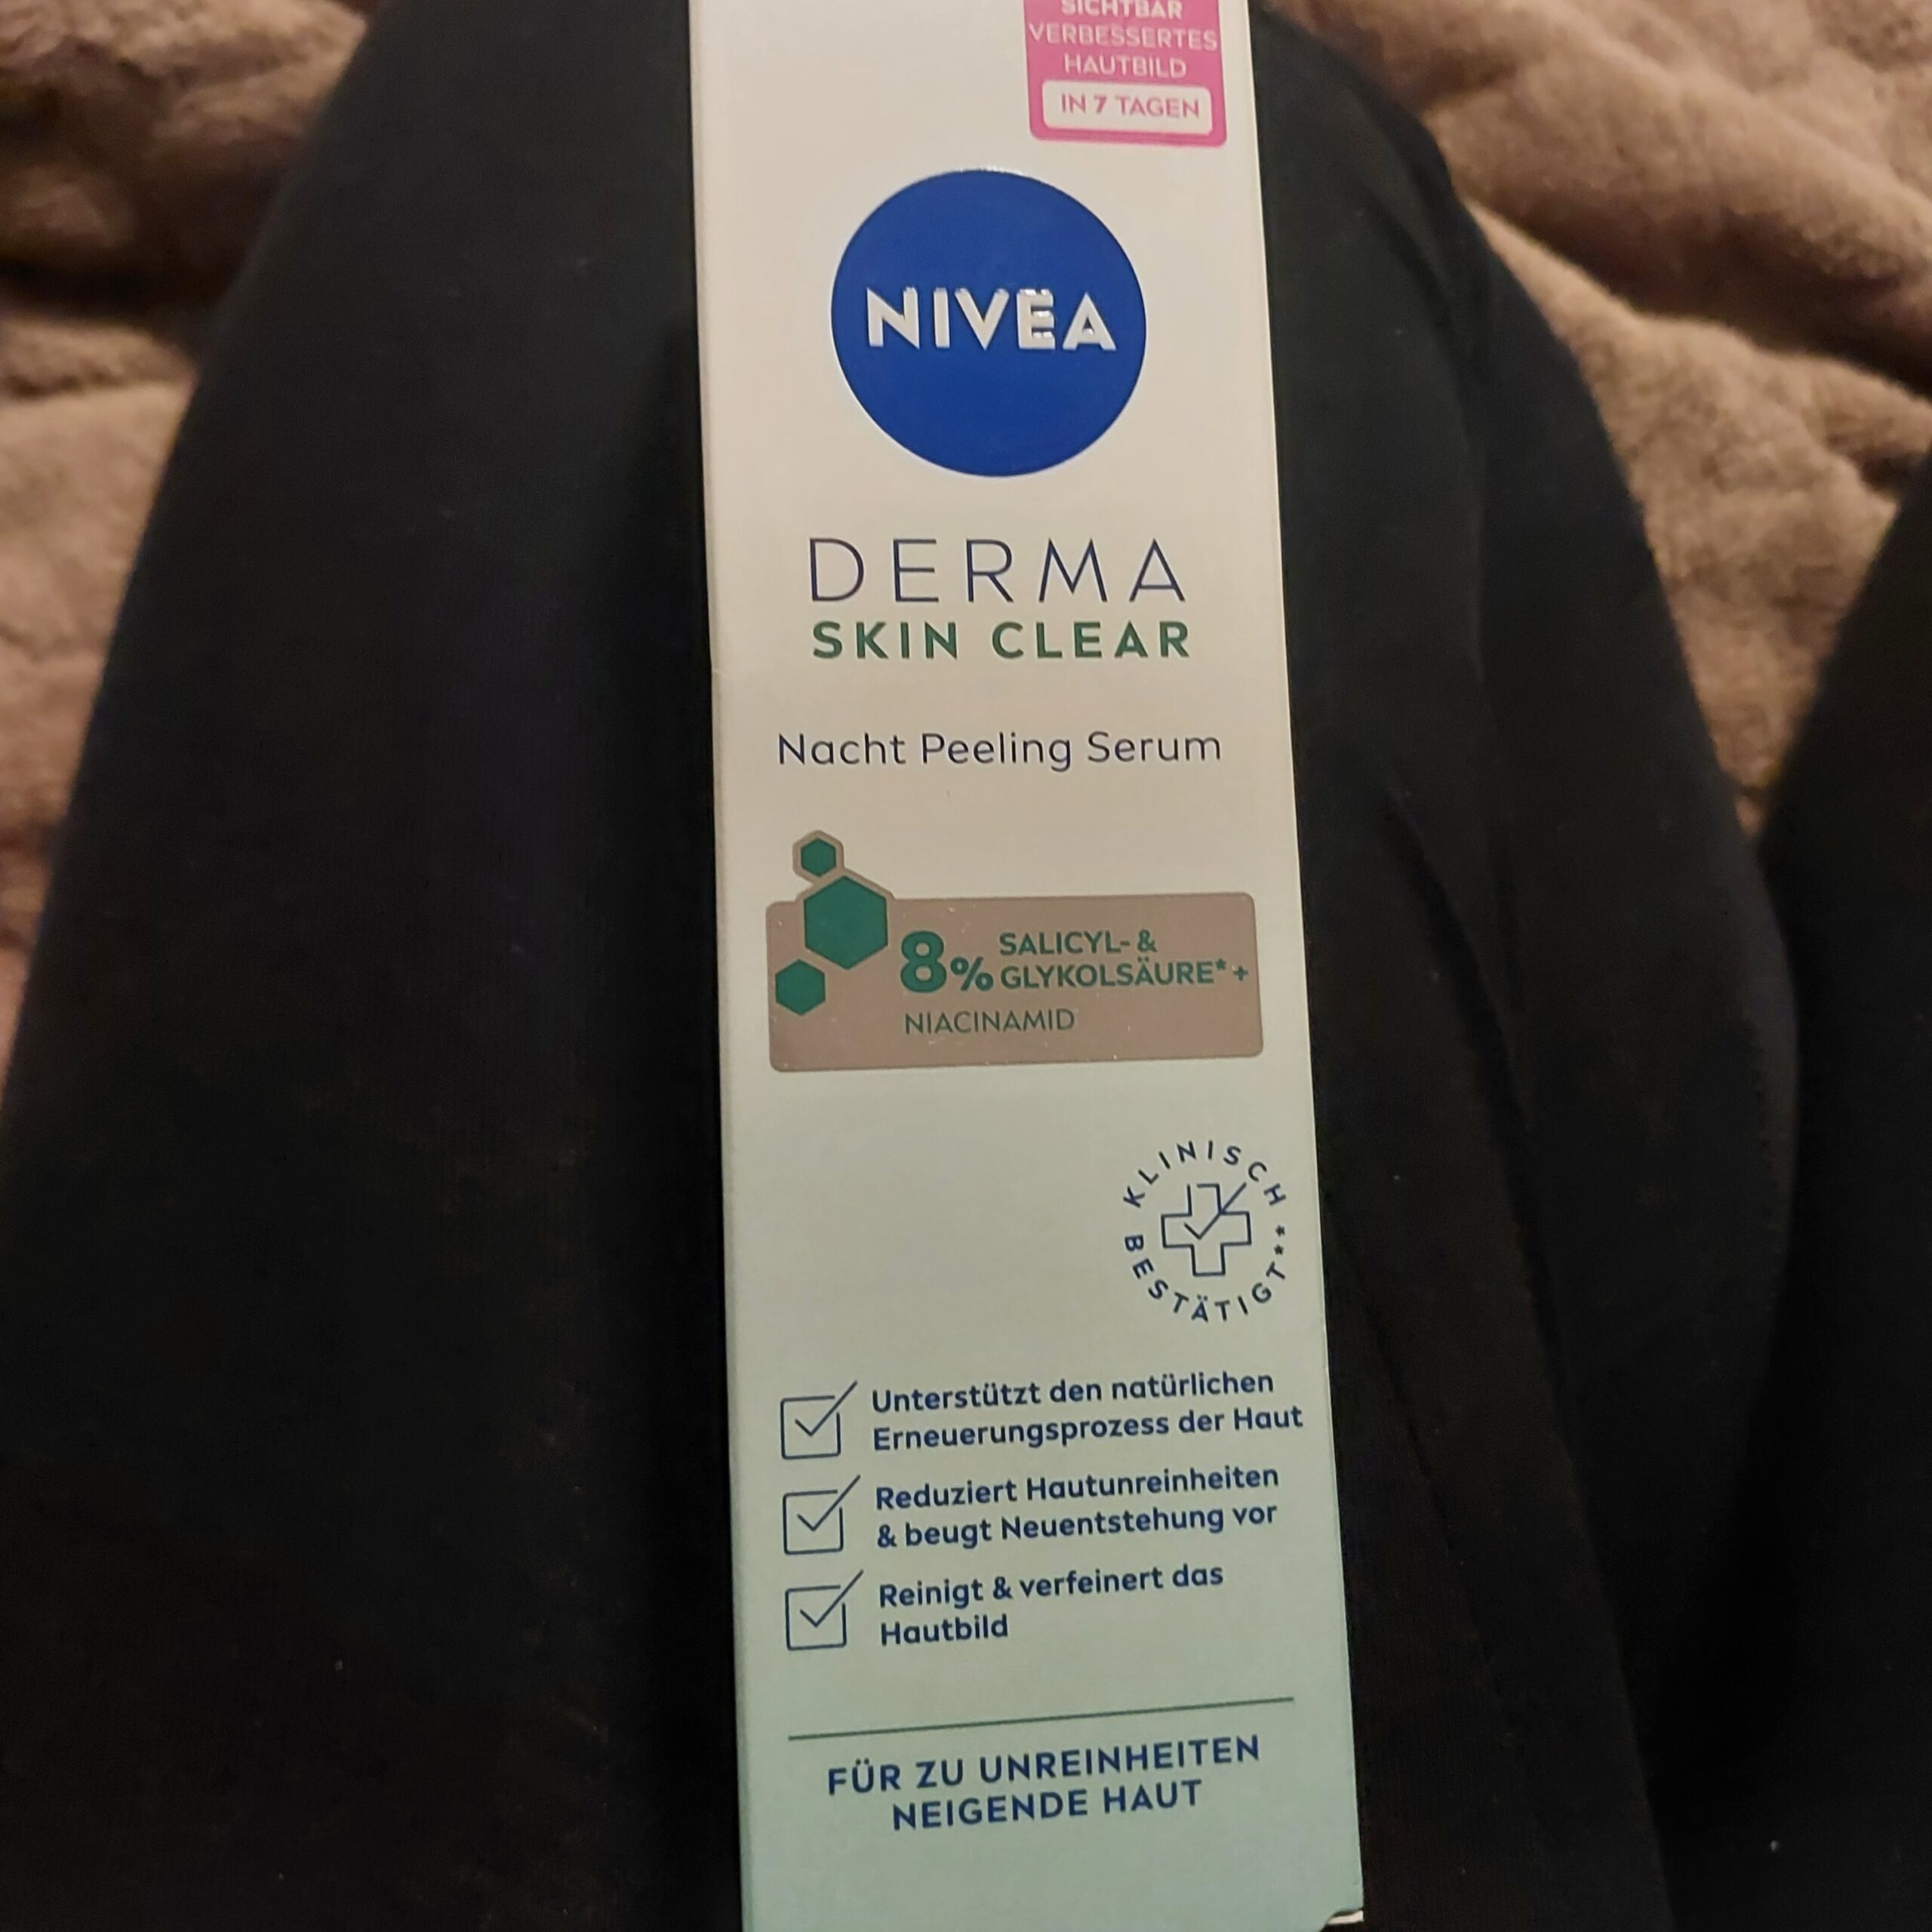 SICHTBAR
VERBESSERTES
HAUTBILD
IN 7 TAGEN
NIVEA
DERMA
SKIN CLEAR
Nacht Peeling Serum
8% SALICYL- &
GLYKOLSÄURE* +
NIACINAMID
KLINISCH
BESTÄTIGT**
Unterstützt den natürlichen
Erneuerungsprozess der Haut
Reduziert Hautunreinheiten
& beugt Neuentstehung vor
Reinigt & verfeinert das
Hautbild
FÜR ZU UNREINHEITEN
NEIGENDE HAUT